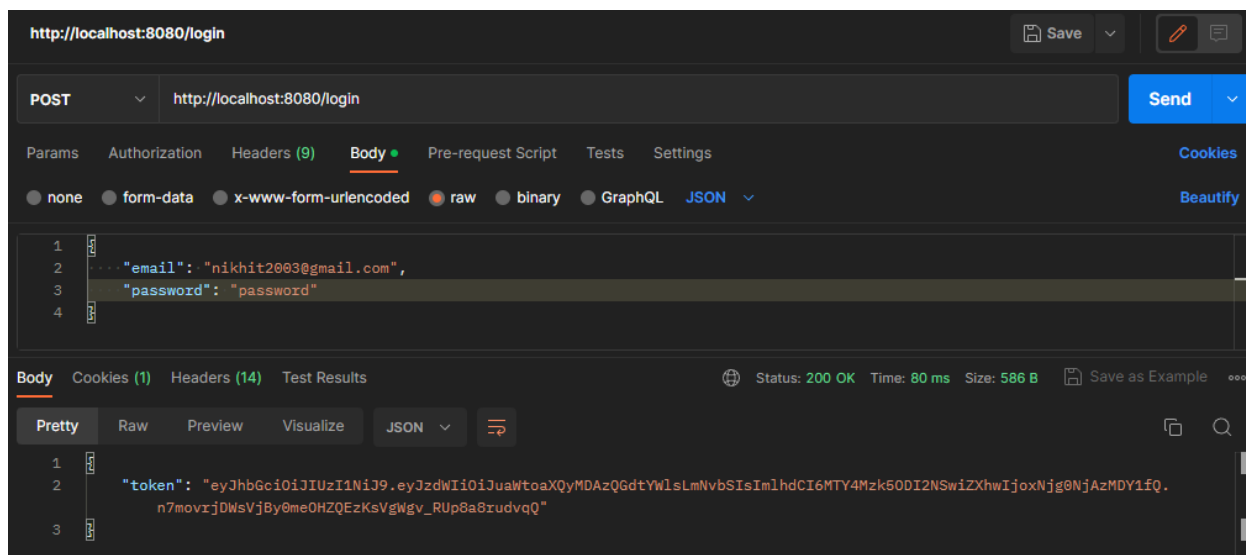 http://localhost:8080/login
Save
POST http://localhost:8080/login Send
Params Authorization Headers (9) Body Pre-request Script Tests Settings Cookies
none form-data x-www-form-urlencoded raw binary GraphQL JSON Beautify
1 {
2 "email": "nikhit2003@gmail.com",
3 "password": "password"
4 }
Body Cookies (1) Headers (14) Test Results Status: 200 OK Time: 80 ms Size: 586 B Save as Example
Pretty Raw Preview Visualize JSON
1 {
2 "token": "eyJhbGciOiJIUzI1NiJ9.eyJzdWIiOiJuaWtoaXQyMDAzQGdtYWlsLmNvbSIsImlhdCI6MTY4Mzk5ODI2NSwiZXhwIjoxNjg0NjAzMDY1fQ.
n7movrjDWsVjBy0meOHZQEzKsVgWgv_RUp8a8rudvqQ"
3 }